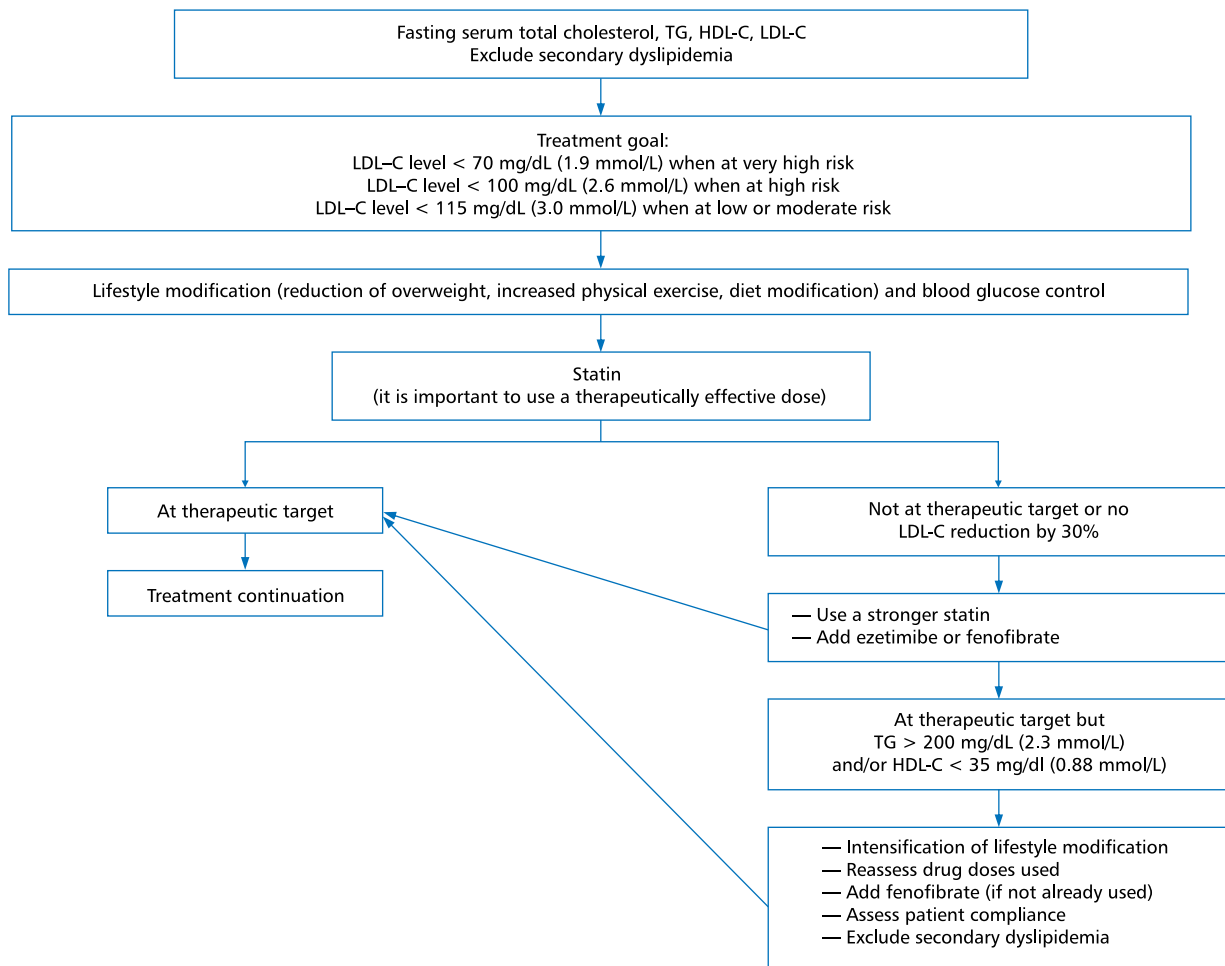 Fasting serum total cholesterol, TG, HDL-C, LDL-C
Exclude secondary dyslipidemia
Treatment goal:
LDL–C level < 70 mg/dL (1.9 mmol/L) when at very high risk
LDL–C level < 100 mg/dL (2.6 mmol/L) when at high risk
LDL–C level < 115 mg/dL (3.0 mmol/L) when at low or moderate risk
Lifestyle modification (reduction of overweight, increased physical exercise, diet modification) and blood glucose control
Statin
(it is important to use a therapeutically effective dose)
At therapeutic target
Treatment continuation
Not at therapeutic target or no
LDL-C reduction by 30%
— Use a stronger statin
— Add ezetimibe or fenofibrate
At therapeutic target but
TG > 200 mg/dL (2.3 mmol/L)
and/or HDL-C < 35 mg/dl (0.88 mmol/L)
— Intensification of lifestyle modification
— Reassess drug doses used
— Add fenofibrate (if not already used)
— Assess patient compliance
— Exclude secondary dyslipidemia